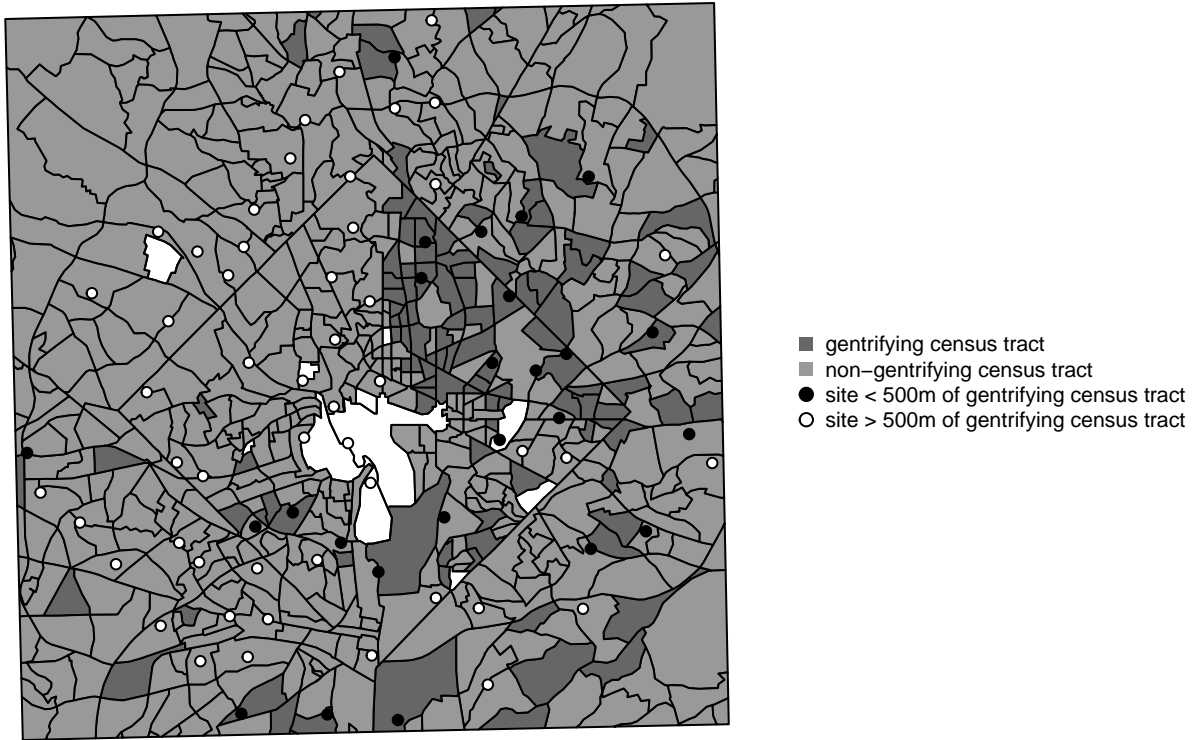 gentrifying census tract
non−gentrifying census tract
site < 500m of gentrifying census tract
site > 500m of gentrifying census tract